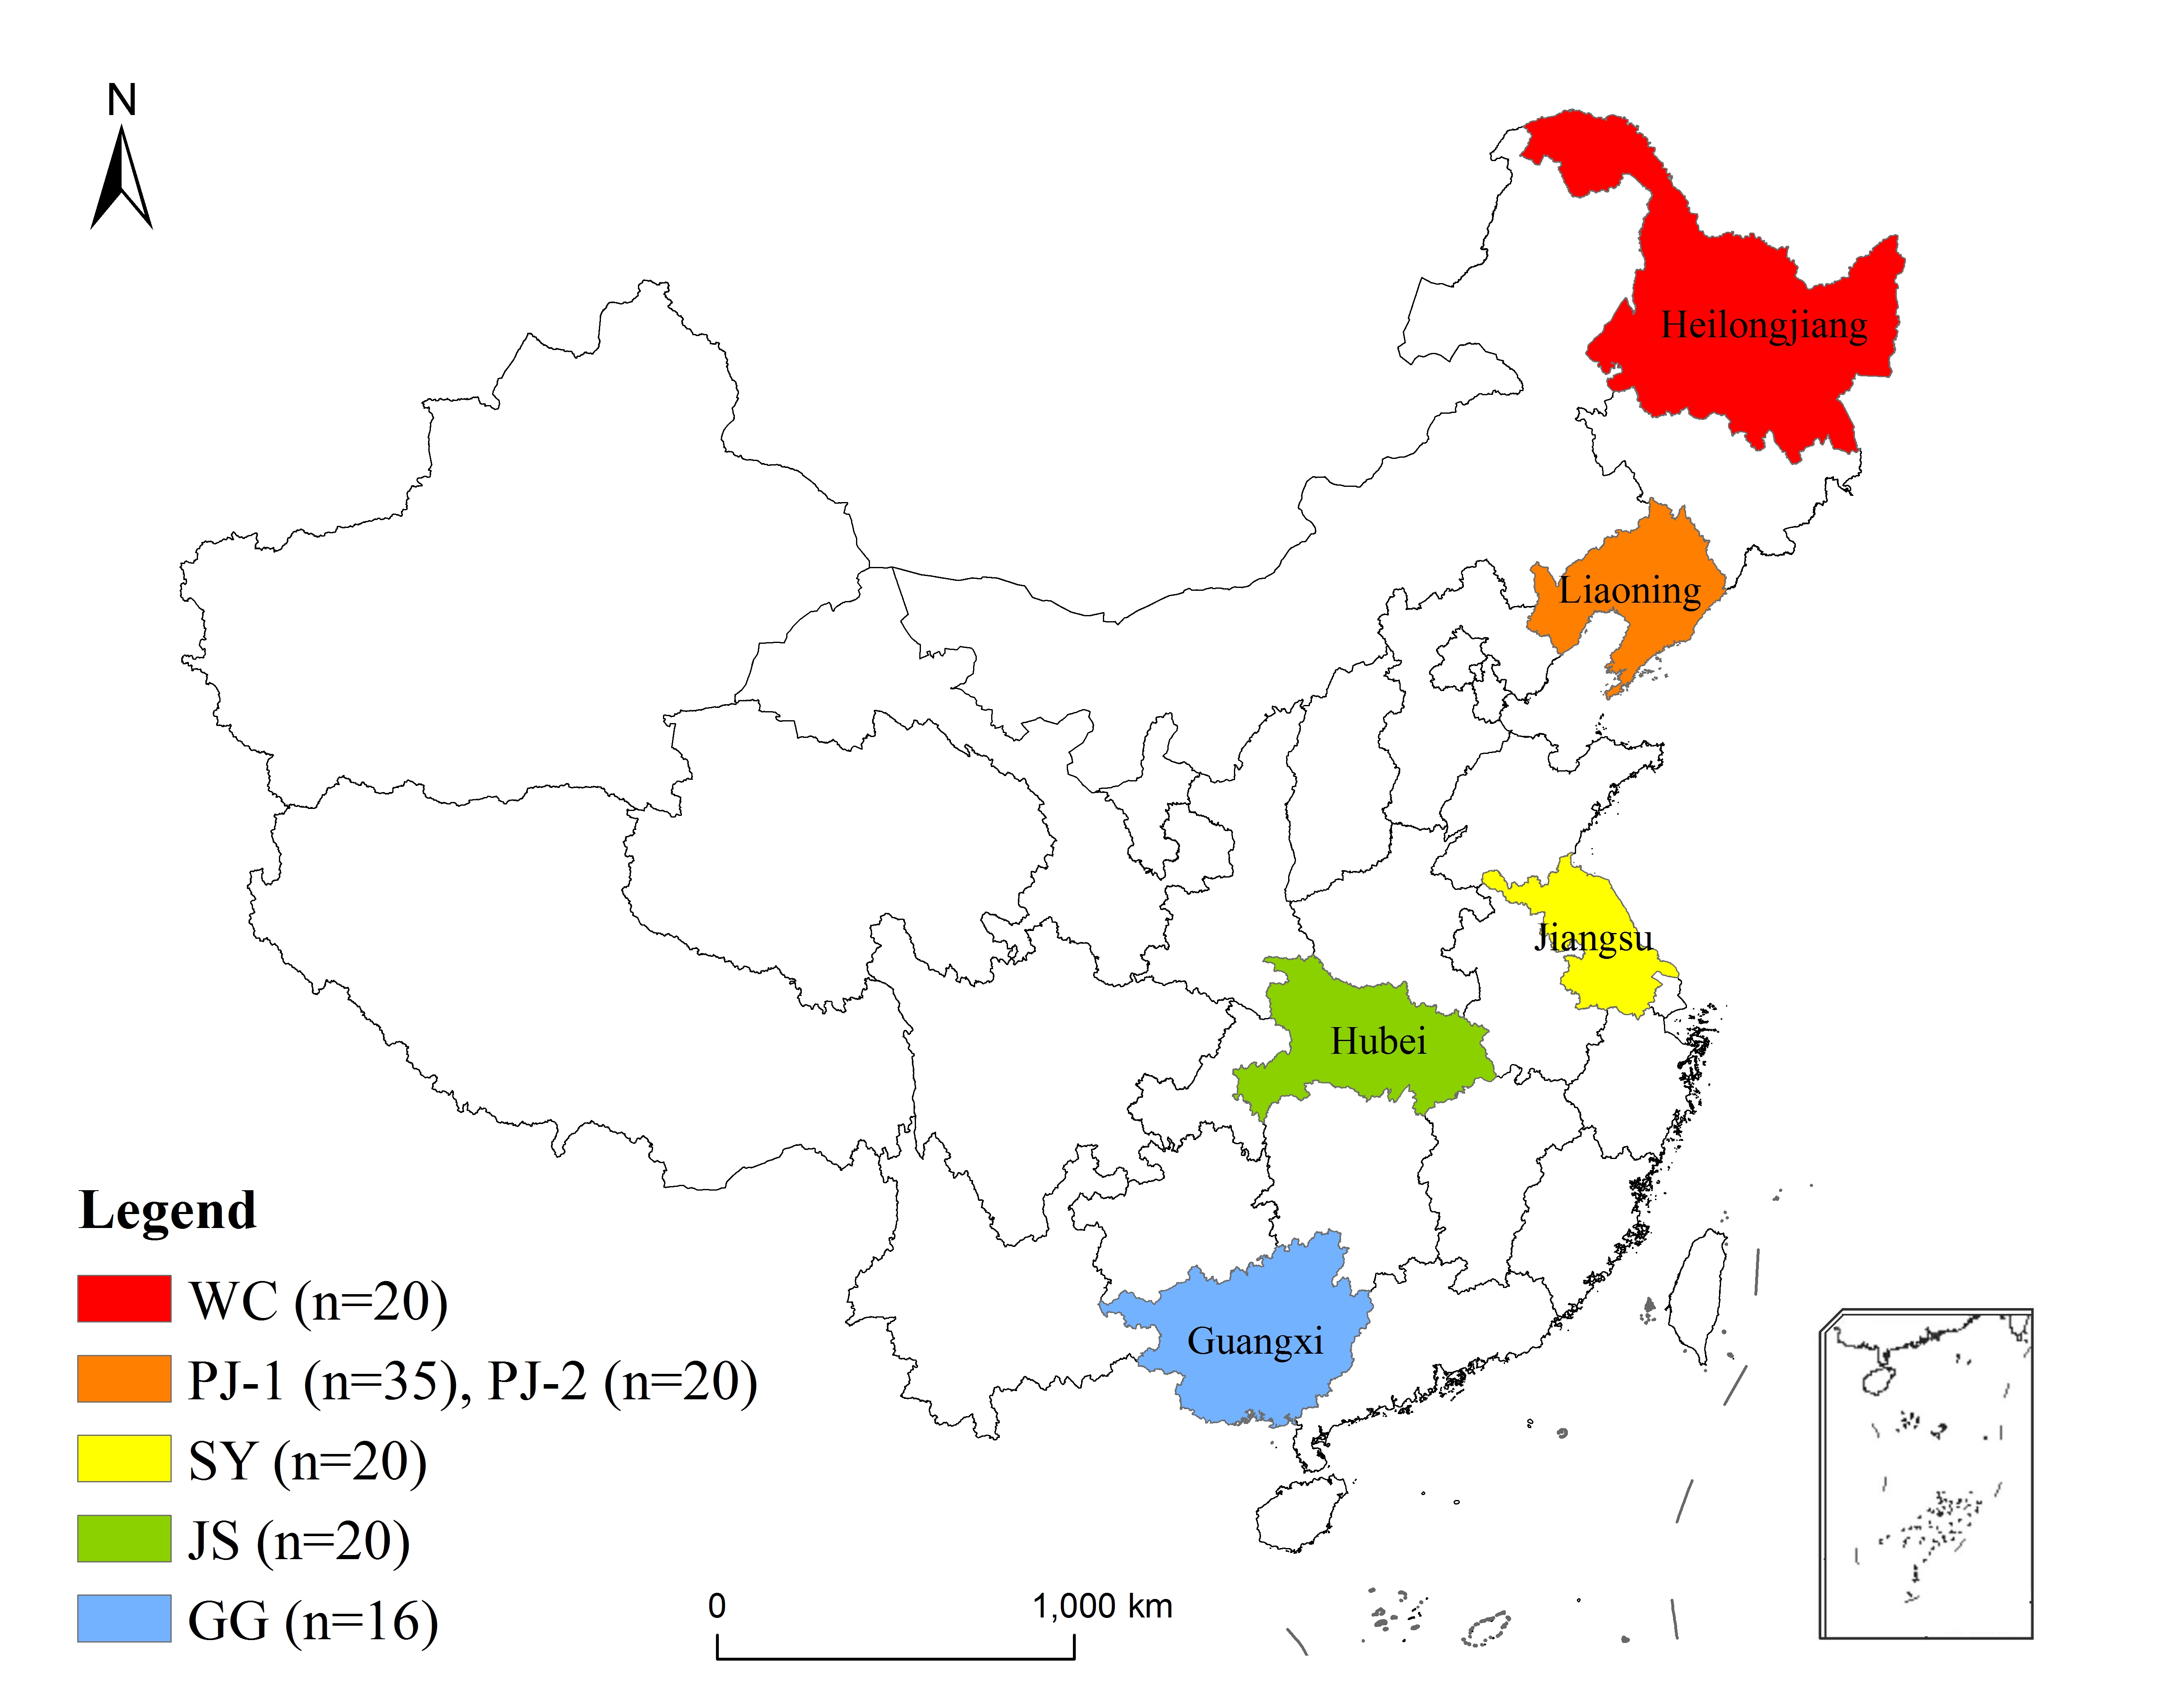 N
Heilongjiang
Liaoning
Jiangsu
Hubei
Guangxi
Legend
WC (n=20)
PJ-1 (n=35), PJ-2 (n=20)
SY (n=20)
JS (n=20)
GG (n=16)
0 1,000 km